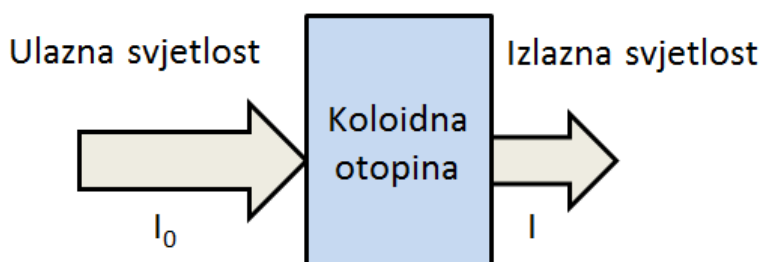 Ulazna svjetlost
Izlazna svjetlost
Koloidna
otopina
I₀
I